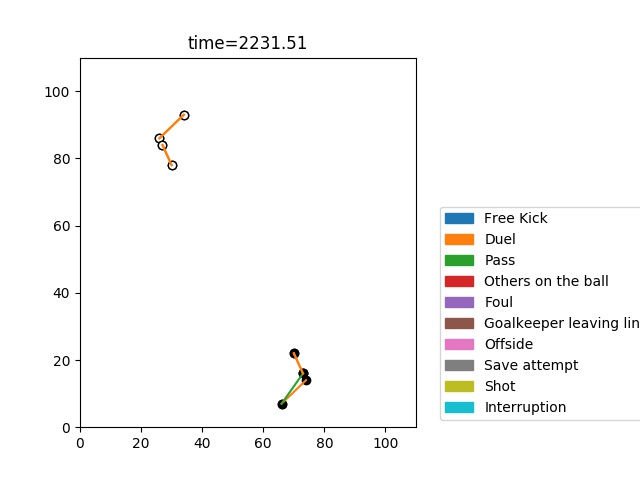 time=2231.51
100
80
60
40
20
0
0 20 40 60 80 100
Free Kick
Duel
Pass
Others on the ball
Foul
Goalkeeper leaving lin
Offside
Save attempt
Shot
Interruption